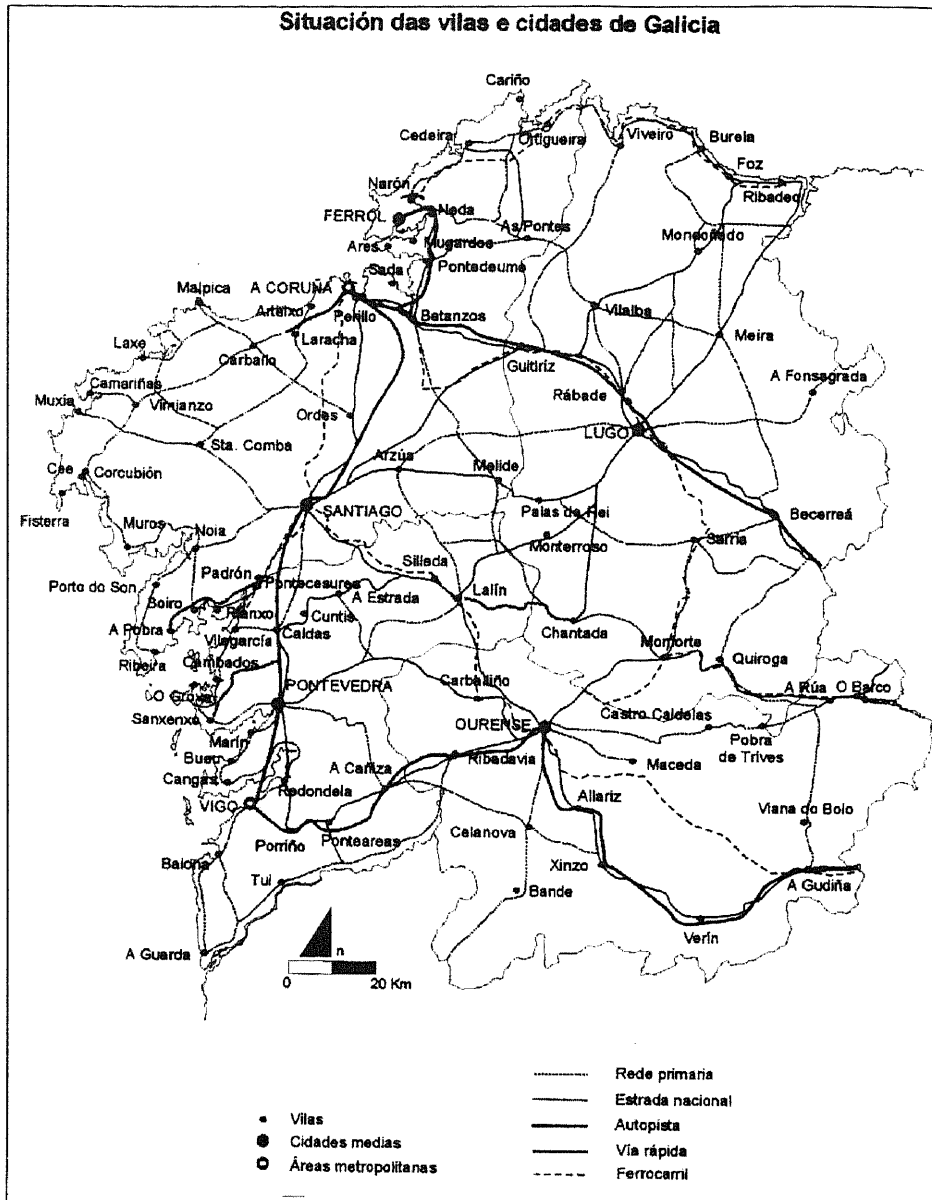 Situación das vilas e cidades de Galicia
Cariño
Cedeira
Ortigueira
Viveiro
Burela
Foz
Ribadeo
Narón
FERROL
Neda
As Pontes
Mondoñedo
Ares
Mugardos
Sada
Pontedeume
A CORUÑA
Malpica
Arteixo
Perillo
Betanzos
Vilalba
Laracha
Meira
Laxe
Carballo
Guitiriz
A Fonsagrada
Camariñas
Rábade
Muxia
Vimianzo
Ordes
LUGO
Sta. Comba
Arzúa
Melide
Cee
Corcubión
Fisterra
SANTIAGO
Palas de Rei
Becerreá
Muros
Noia
Monterroso
Sarria
Porto do Son
Padrón
Pontecesures
Silleda
Lalín
Boiro
Rianxo
A Estrada
A Pobra
Cuntis
Vilagarcía
Caldas
Chantada
Monforte
Ribeira
Cambados
Quiroga
O Grove
PONTEVEDRA
Carballiño
A Rúa
O Barco
Sanxenxo
OURENSE
Castro Caldelas
Marín
Pobra
de Trives
Bueu
A Cañiza
Ribadavia
Maceda
Cangas
Redondela
VIGO
Allariz
Viana do Bolo
Porriño
Ponteareas
Celanova
Baiona
Xinzo
Tui
Bande
A Gudiña
Verín
A Guarda
n
0 20 Km
Rede primaria
Estrada nacional
Vilas
Autopista
Cidades medias
Vía rápida
Áreas metropolitanas
Ferrocarril